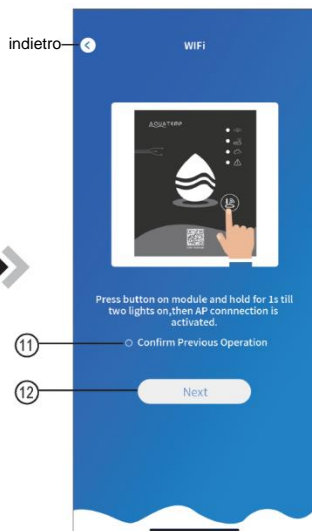 indietro
WIFi
AQUATEMP
Press button on module and hold for 1s till
two lights on,then AP connnection is
activated.
11
Confirm Previous Operation
12
Next